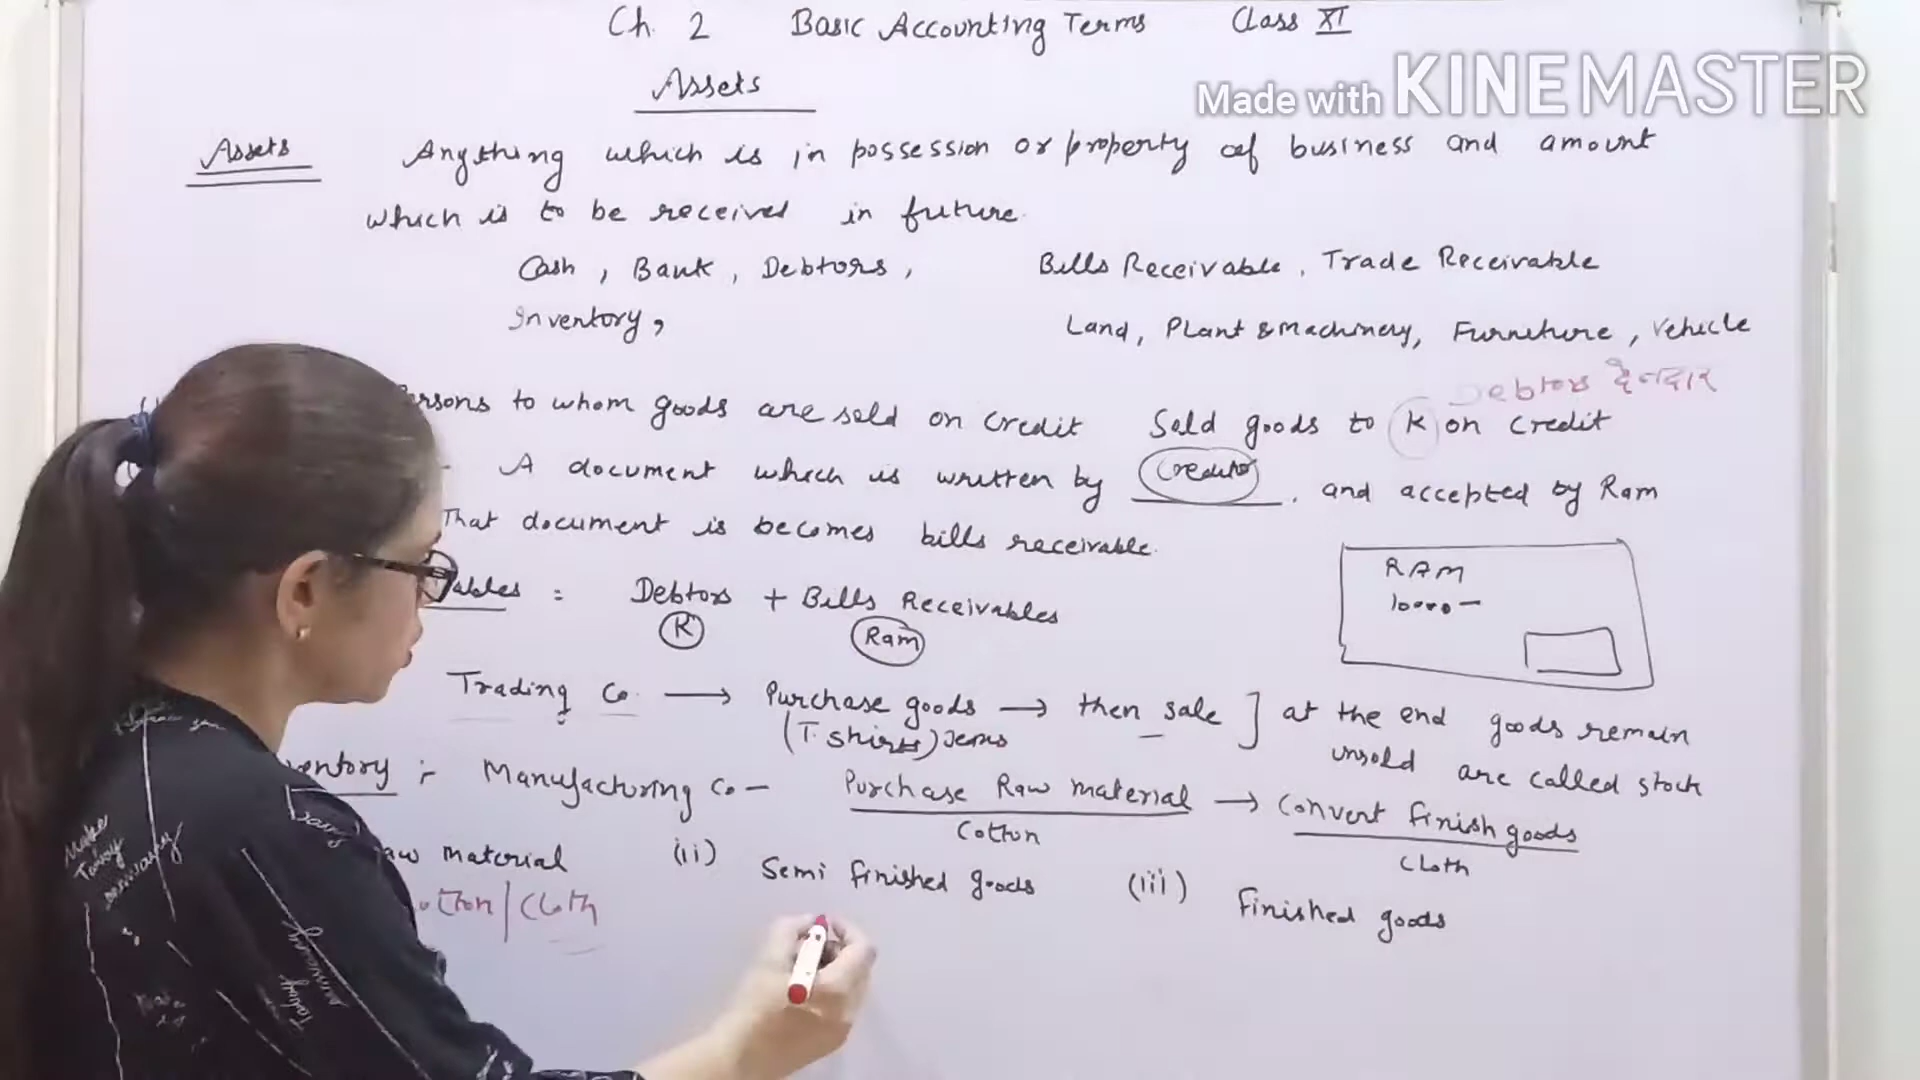 Ch. 2 Basic Accounting Terms Class XI
Made with KINEMASTER
Assets
Assets Anything which is in possession or property of business and amount
which is to be received in future.
Cash, Bank, Debtors, Bills Receivable, Trade Receivable
Inventory, Land, Plant & Machinery, Furniture, Vehicle
Debtors देनदार
to whom goods are sold on credit Sold goods to K on credit
- A document which is written by Creditor. and accepted by Ram
That document is becomes bills receivable.
= Debtors + Bills Receivables
K Ram
RAM
10000 -
Trading Co. → Purchase goods → then sale ] at the end goods remain
(T. shirts) unsold are called stock
:- Manufacturing Co - Purchase Raw material → Convert finish goods
Cotton Cloth
material (ii) Semi finished goods (iii) finished goods
| Cloth
Make Today